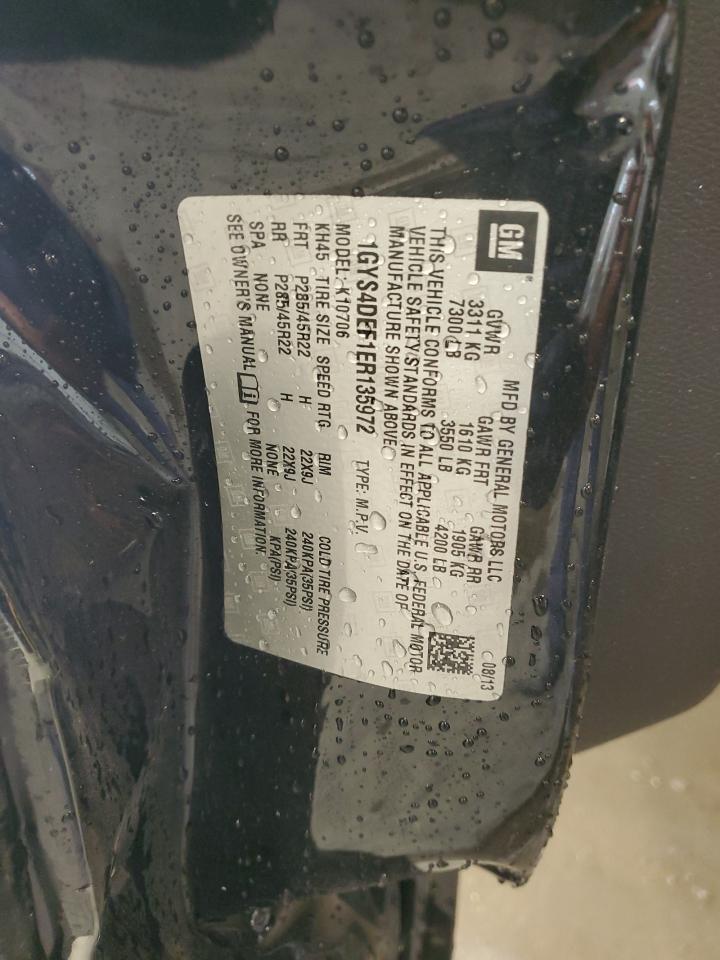 GM
MFD BY GENERAL MOTORS LLC 08/13
GVWR GAWR FRT GAWR RR
3311 KG 1610 KG 1905 KG
7300 LB 3550 LB 4200 LB
THIS VEHICLE CONFORMS TO ALL APPLICABLE U.S. FEDERAL MOTOR
VEHICLE SAFETY STANDARDS IN EFFECT ON THE DATE OF
MANUFACTURE SHOWN ABOVE.
1GYS4DEF1ER135972 TYPE: M.P.V.
MODEL: K10706
KH45 TIRE SIZE SPEED RTG RIM COLD TIRE PRESSURE
FRT P285/45R22 H 22X9J 240KPA(35PSI)
RR P285/45R22 H 22X9J 240KPA(35PSI)
SPA NONE NONE KPA(PSI)
SEE OWNER'S MANUAL FOR MORE INFORMATION.